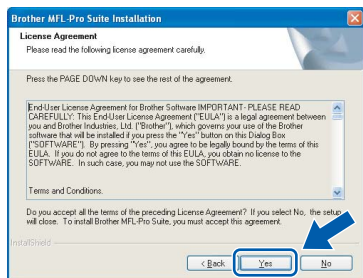 Brother MFL-Pro Suite Installation
License Agreement
Please read the following license agreement carefully.
Press the PAGE DOWN key to see the rest of the agreement.
End-User License Agreement for Brother Software IMPORTANT- PLEASE READ
CAREFULLY: This End-User License Agreement ("EULA") is a legal agreement between
you and Brother Industries, Ltd. ("Brother"), which governs your use of the Brother
software that will be installed if you press the "Yes" button on this Dialog Box
("SOFTWARE"). By pressing "Yes", you agree to be legally bound by the terms of this
EULA. If you do not agree to the terms of this EULA, you obtain no license to the
SOFTWARE. In such case, you may not use the SOFTWARE.
Terms and Conditions.
Do you accept all the terms of the preceding License Agreement? If you select No, the setup
will close. To install Brother MFL-Pro Suite, you must accept this agreement.
InstallShield
< Back
Yes
No